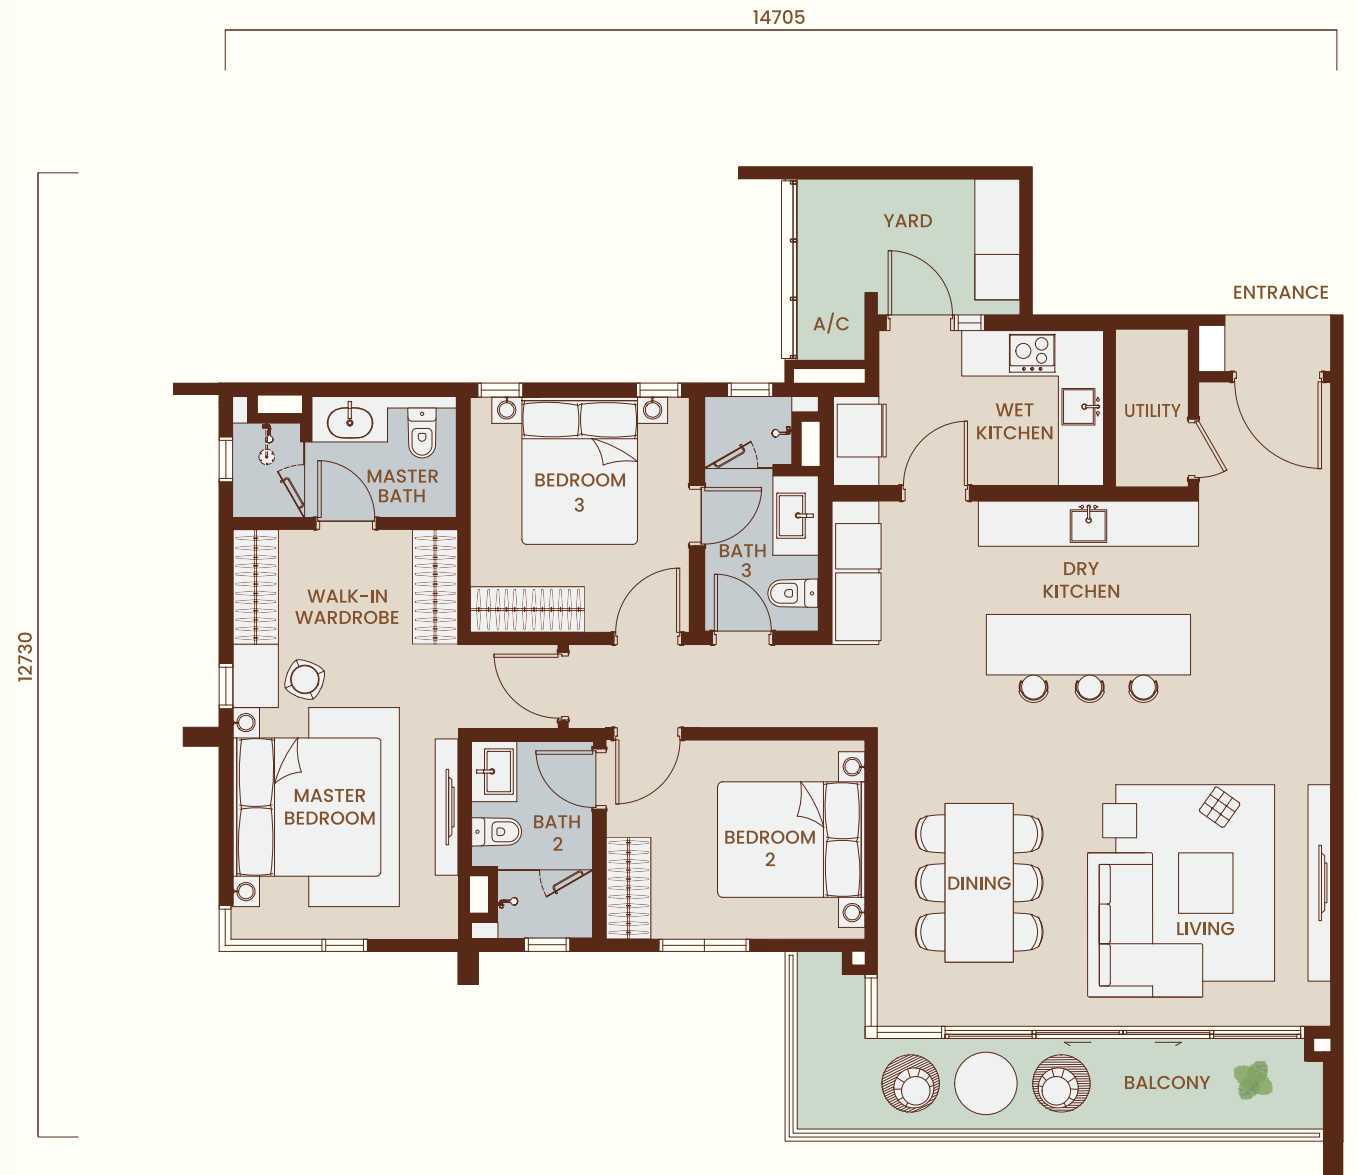 14705
YARD
ENTRANCE
A/C
WET
KITCHEN
UTILITY
MASTER
BATH
BEDROOM
3
BATH
3
DRY
KITCHEN
WALK-IN
WARDROBE
12730
MASTER
BEDROOM
BATH
2
BEDROOM
2
DINING
LIVING
BALCONY